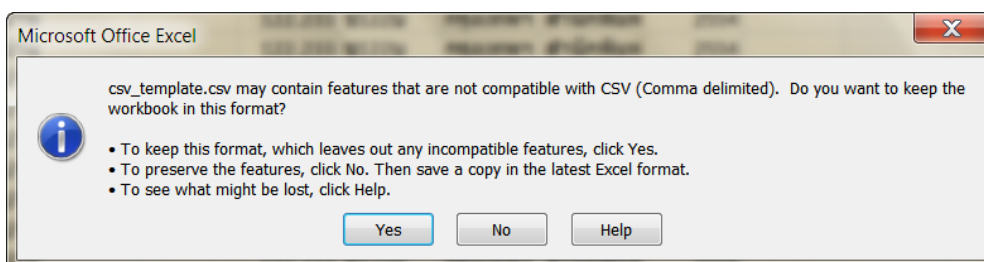 Microsoft Office Excel
csv_template.csv may contain features that are not compatible with CSV (Comma delimited).  Do you want to keep the
workbook in this format?
• To keep this format, which leaves out any incompatible features, click Yes.
• To preserve the features, click No. Then save a copy in the latest Excel format.
• To see what might be lost, click Help.
Yes No Help